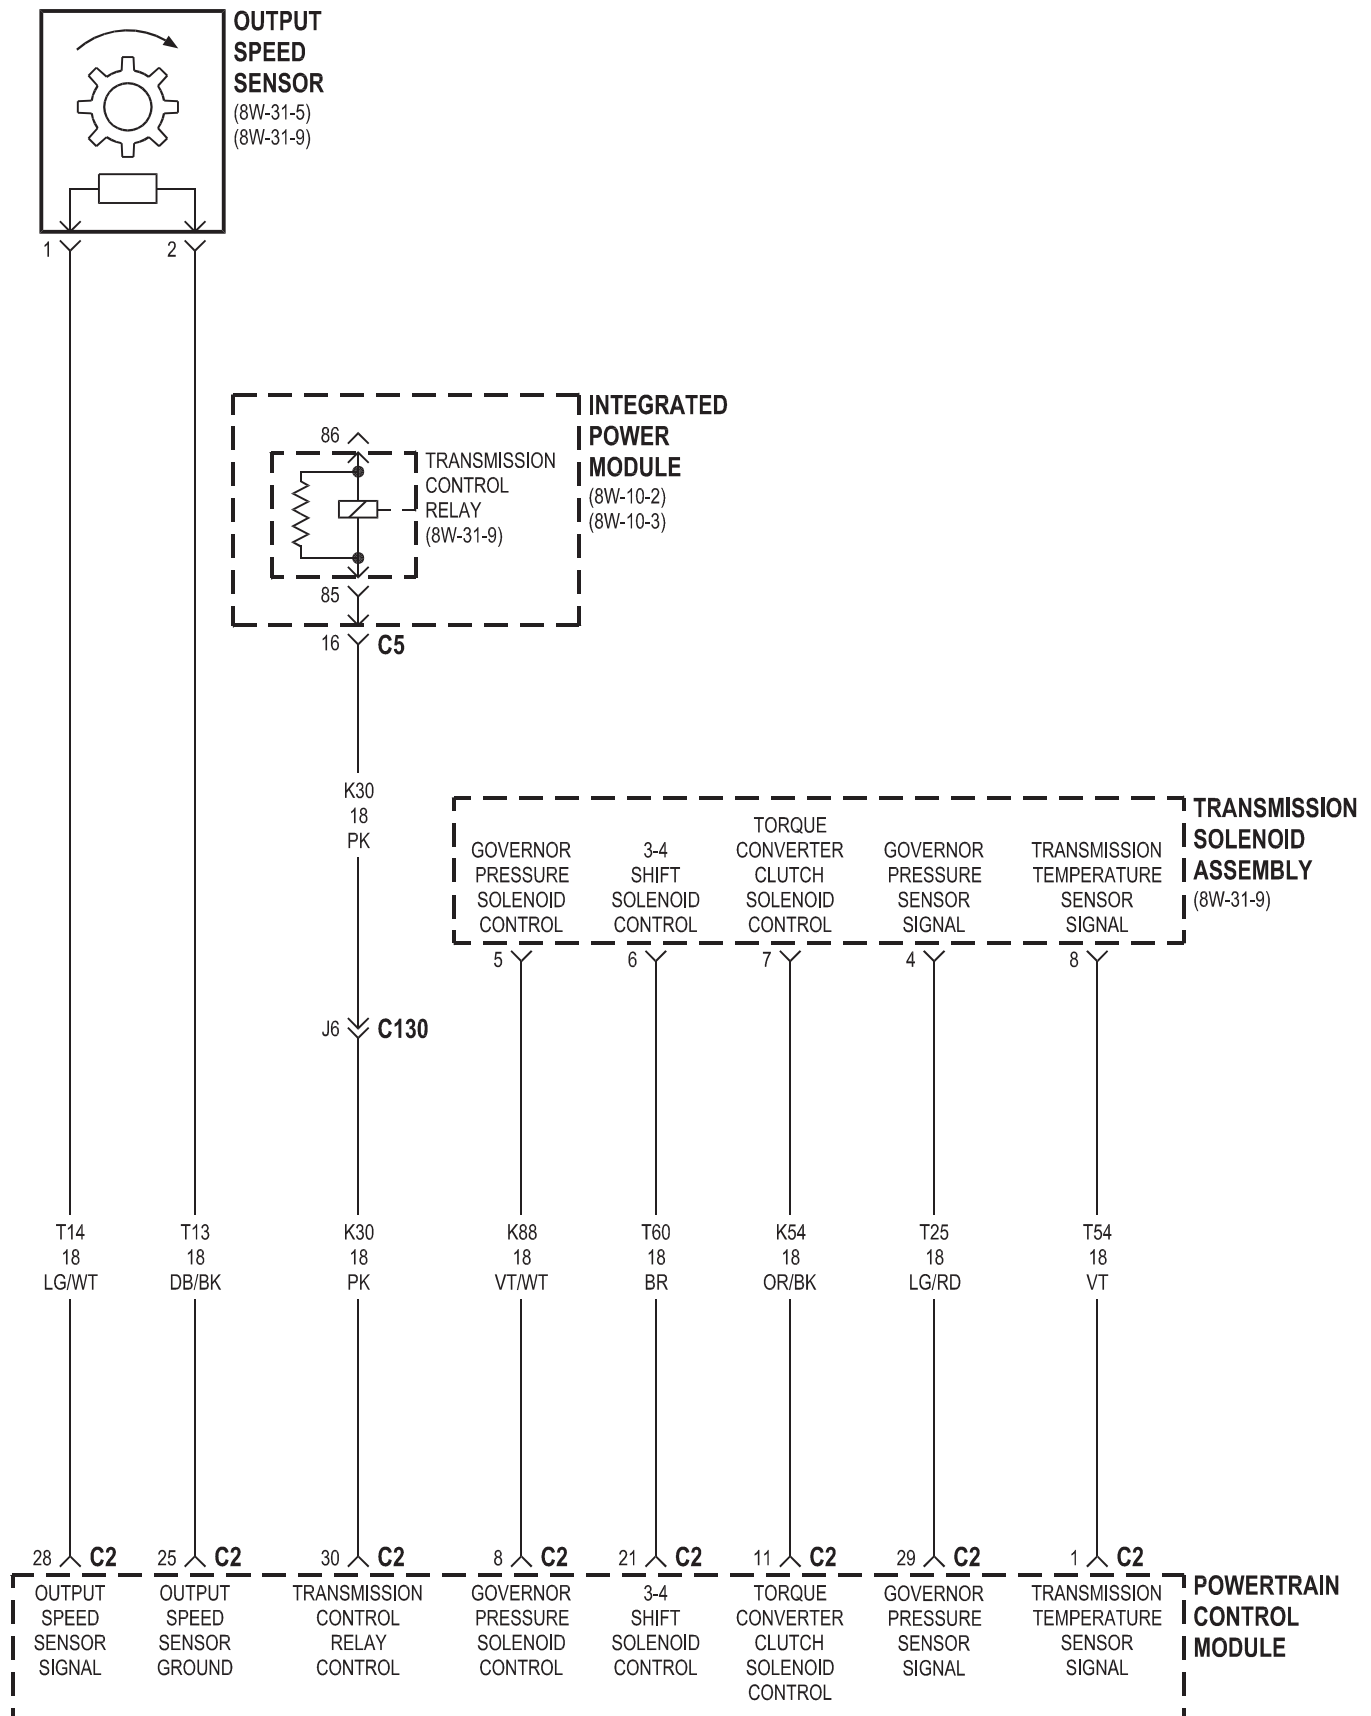 OUTPUT
SPEED
SENSOR
(8W-31-5)
(8W-31-9)
1
2
INTEGRATED
POWER
MODULE
(8W-10-2)
(8W-10-3)
86
TRANSMISSION
CONTROL
RELAY
(8W-31-9)
85
16 C5
K30
18
PK
TRANSMISSION
SOLENOID
ASSEMBLY
(8W-31-9)
GOVERNOR
PRESSURE
SOLENOID
CONTROL
3-4
SHIFT
SOLENOID
CONTROL
TORQUE
CONVERTER
CLUTCH
SOLENOID
CONTROL
GOVERNOR
PRESSURE
SENSOR
SIGNAL
TRANSMISSION
TEMPERATURE
SENSOR
SIGNAL
5
6
7
4
8
J6 C130
T14
18
LG/WT
T13
18
DB/BK
K30
18
PK
K88
18
VT/WT
T60
18
BR
K54
18
OR/BK
T25
18
LG/RD
T54
18
VT
28 C2
25 C2
30 C2
8 C2
21 C2
11 C2
29 C2
1 C2
OUTPUT
SPEED
SENSOR
SIGNAL
OUTPUT
SPEED
SENSOR
GROUND
TRANSMISSION
CONTROL
RELAY
CONTROL
GOVERNOR
PRESSURE
SOLENOID
CONTROL
3-4
SHIFT
SOLENOID
CONTROL
TORQUE
CONVERTER
CLUTCH
SOLENOID
CONTROL
GOVERNOR
PRESSURE
SENSOR
SIGNAL
TRANSMISSION
TEMPERATURE
SENSOR
SIGNAL
POWERTRAIN
CONTROL
MODULE